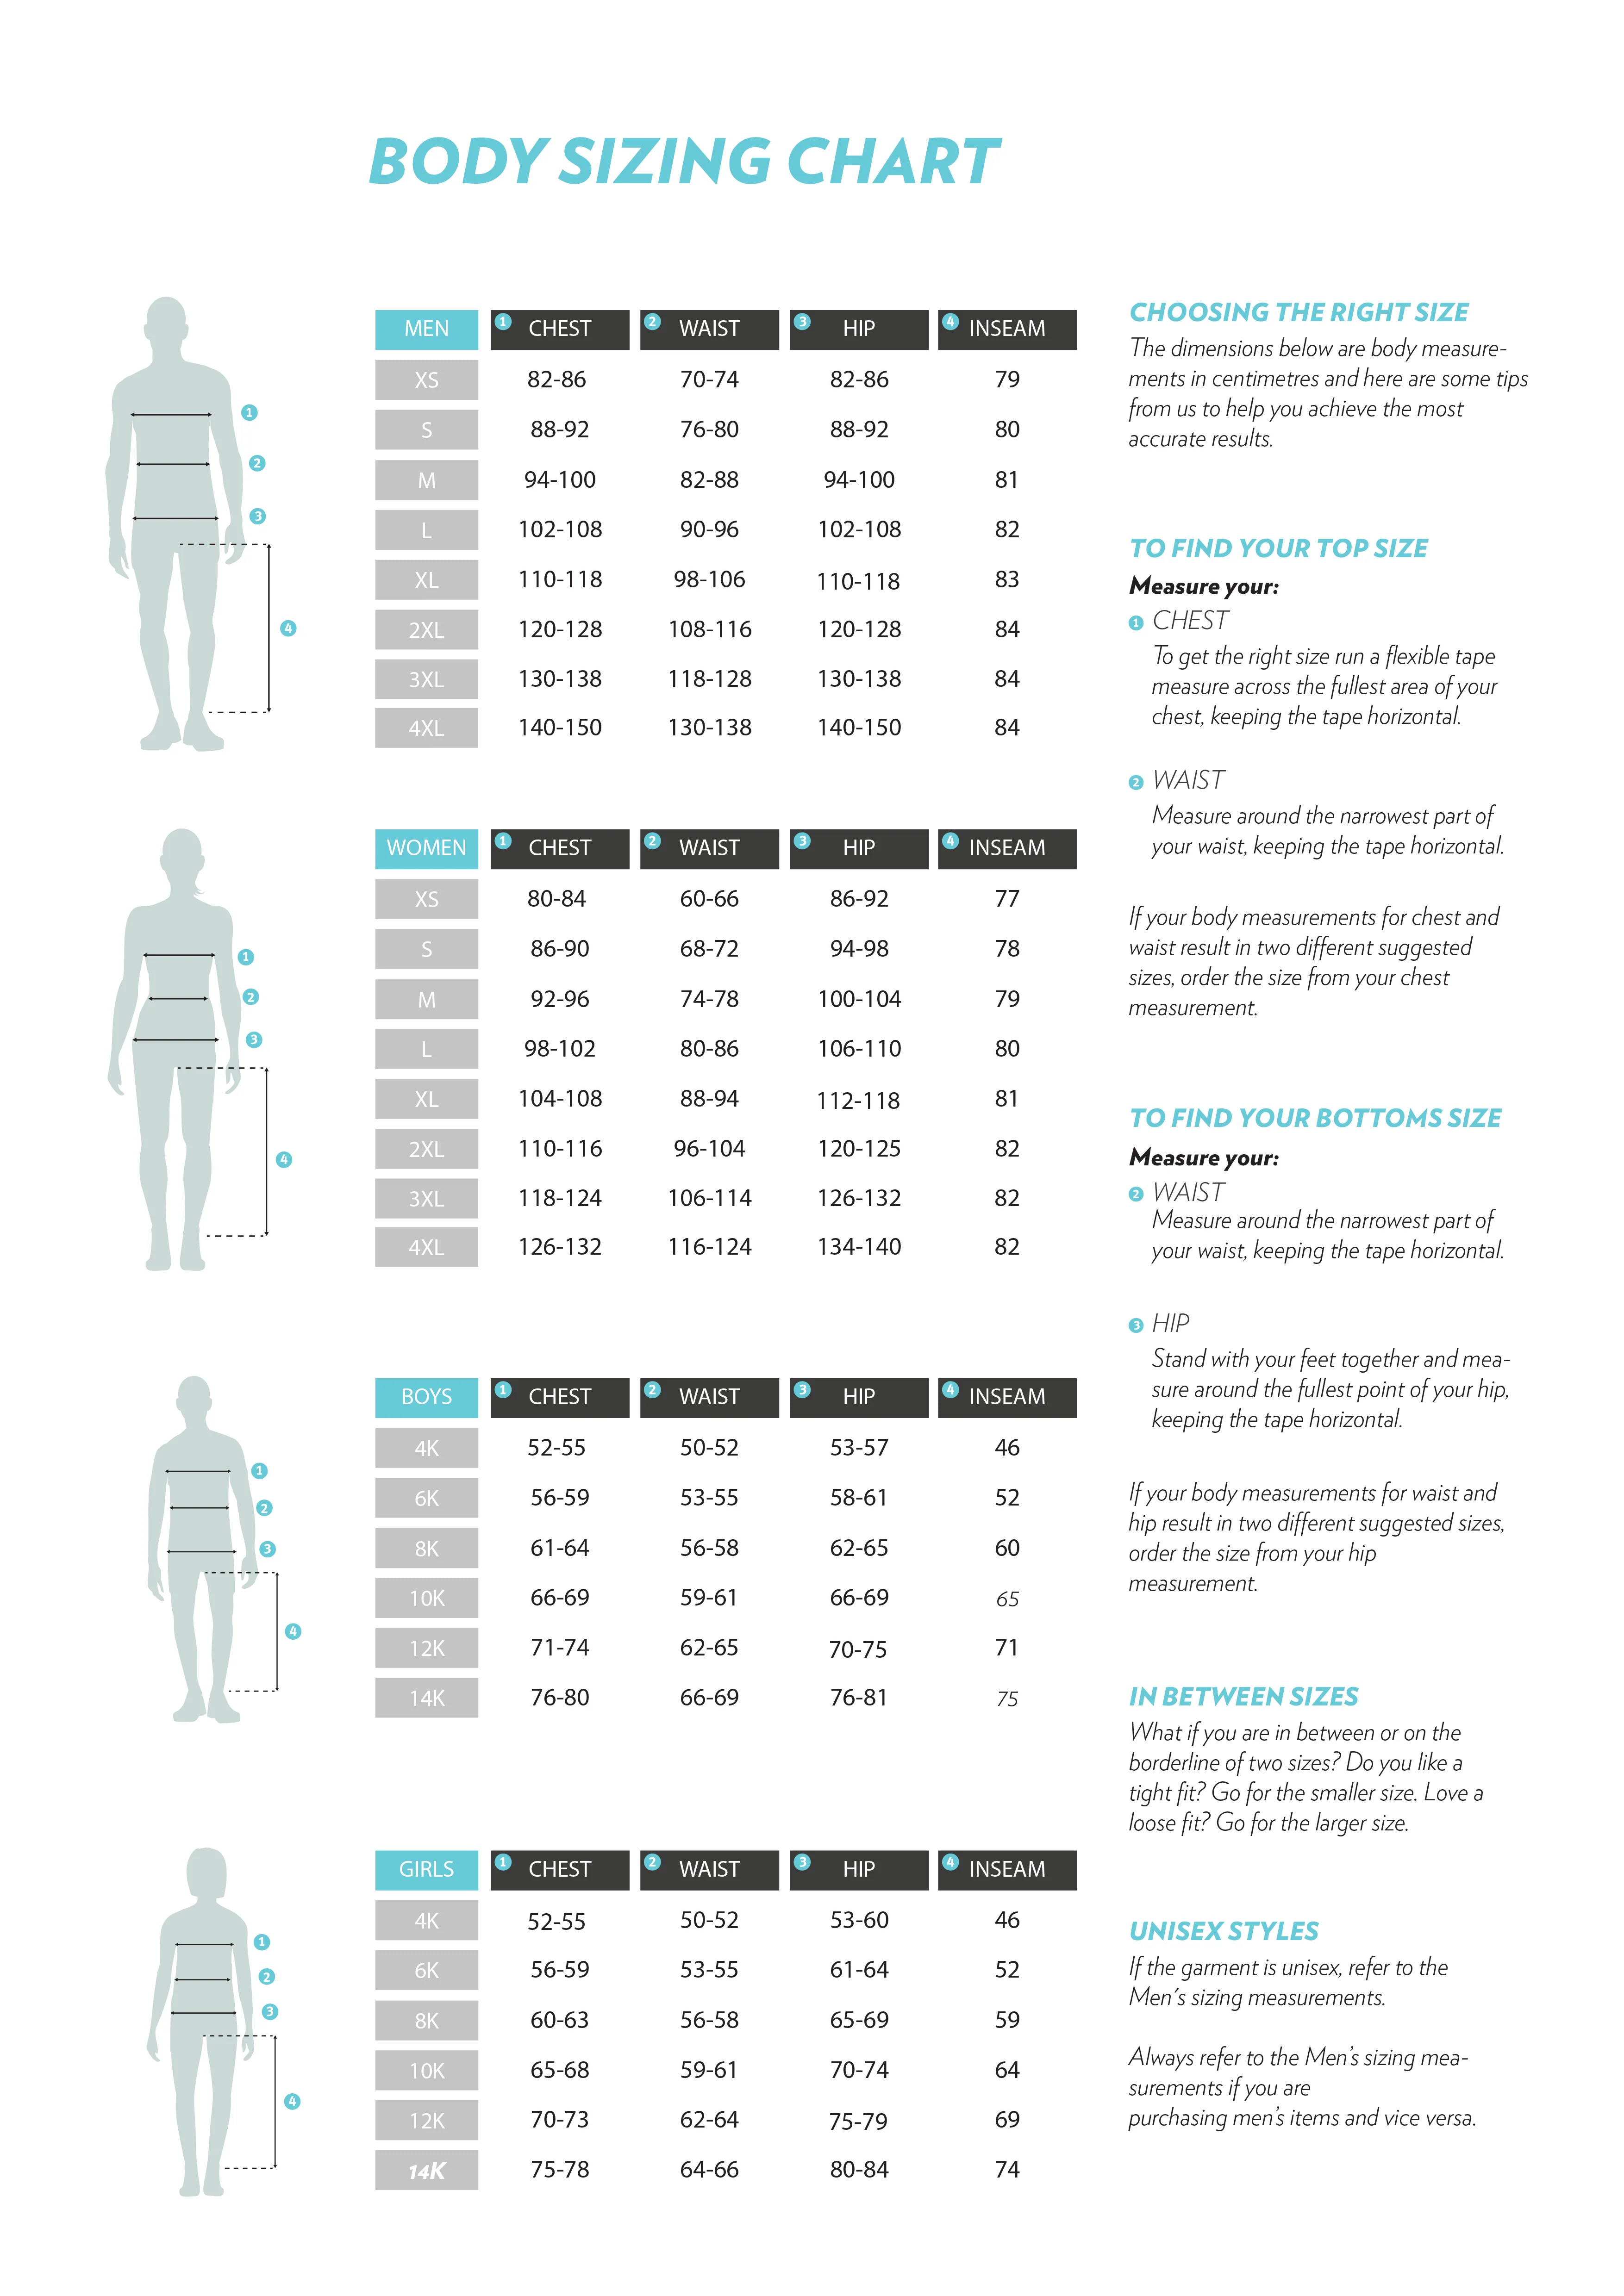 BODY SIZING CHART
MEN 1 CHEST 2 WAIST 3 HIP 4 INSEAM
XS 82-86 70-74 82-86 79
S 88-92 76-80 88-92 80
M 94-100 82-88 94-100 81
L 102-108 90-96 102-108 82
XL 110-118 98-106 110-118 83
2XL 120-128 108-116 120-128 84
3XL 130-138 118-128 130-138 84
4XL 140-150 130-138 140-150 84
1
2
3
4
WOMEN 1 CHEST 2 WAIST 3 HIP 4 INSEAM
XS 80-84 60-66 86-92 77
S 86-90 68-72 94-98 78
M 92-96 74-78 100-104 79
L 98-102 80-86 106-110 80
XL 104-108 88-94 112-118 81
2XL 110-116 96-104 120-125 82
3XL 118-124 106-114 126-132 82
4XL 126-132 116-124 134-140 82
1
2
3
4
BOYS 1 CHEST 2 WAIST 3 HIP 4 INSEAM
4K 52-55 50-52 53-57 46
6K 56-59 53-55 58-61 52
8K 61-64 56-58 62-65 60
10K 66-69 59-61 66-69 65
12K 71-74 62-65 70-75 71
14K 76-80 66-69 76-81 75
1
2
3
4
GIRLS 1 CHEST 2 WAIST 3 HIP 4 INSEAM
4K 52-55 50-52 53-60 46
6K 56-59 53-55 61-64 52
8K 60-63 56-58 65-69 59
10K 65-68 59-61 70-74 64
12K 70-73 62-64 75-79 69
14K 75-78 64-66 80-84 74
1
2
3
4
CHOOSING THE RIGHT SIZE
The dimensions below are body measure-
ments in centimetres and here are some tips
from us to help you achieve the most
accurate results.
TO FIND YOUR TOP SIZE
Measure your:
1 CHEST
To get the right size run a flexible tape
measure across the fullest area of your
chest, keeping the tape horizontal.
2 WAIST
Measure around the narrowest part of
your waist, keeping the tape horizontal.
If your body measurements for chest and
waist result in two different suggested
sizes, order the size from your chest
measurement.
TO FIND YOUR BOTTOMS SIZE
Measure your:
2 WAIST
Measure around the narrowest part of
your waist, keeping the tape horizontal.
3 HIP
Stand with your feet together and mea-
sure around the fullest point of your hip,
keeping the tape horizontal.
If your body measurements for waist and
hip result in two different suggested sizes,
order the size from your hip
measurement.
IN BETWEEN SIZES
What if you are in between or on the
borderline of two sizes? Do you like a
tight fit? Go for the smaller size. Love a
loose fit? Go for the larger size.
UNISEX STYLES
If the garment is unisex, refer to the
Men's sizing measurements.
Always refer to the Men's sizing mea-
surements if you are
purchasing men's items and vice versa.